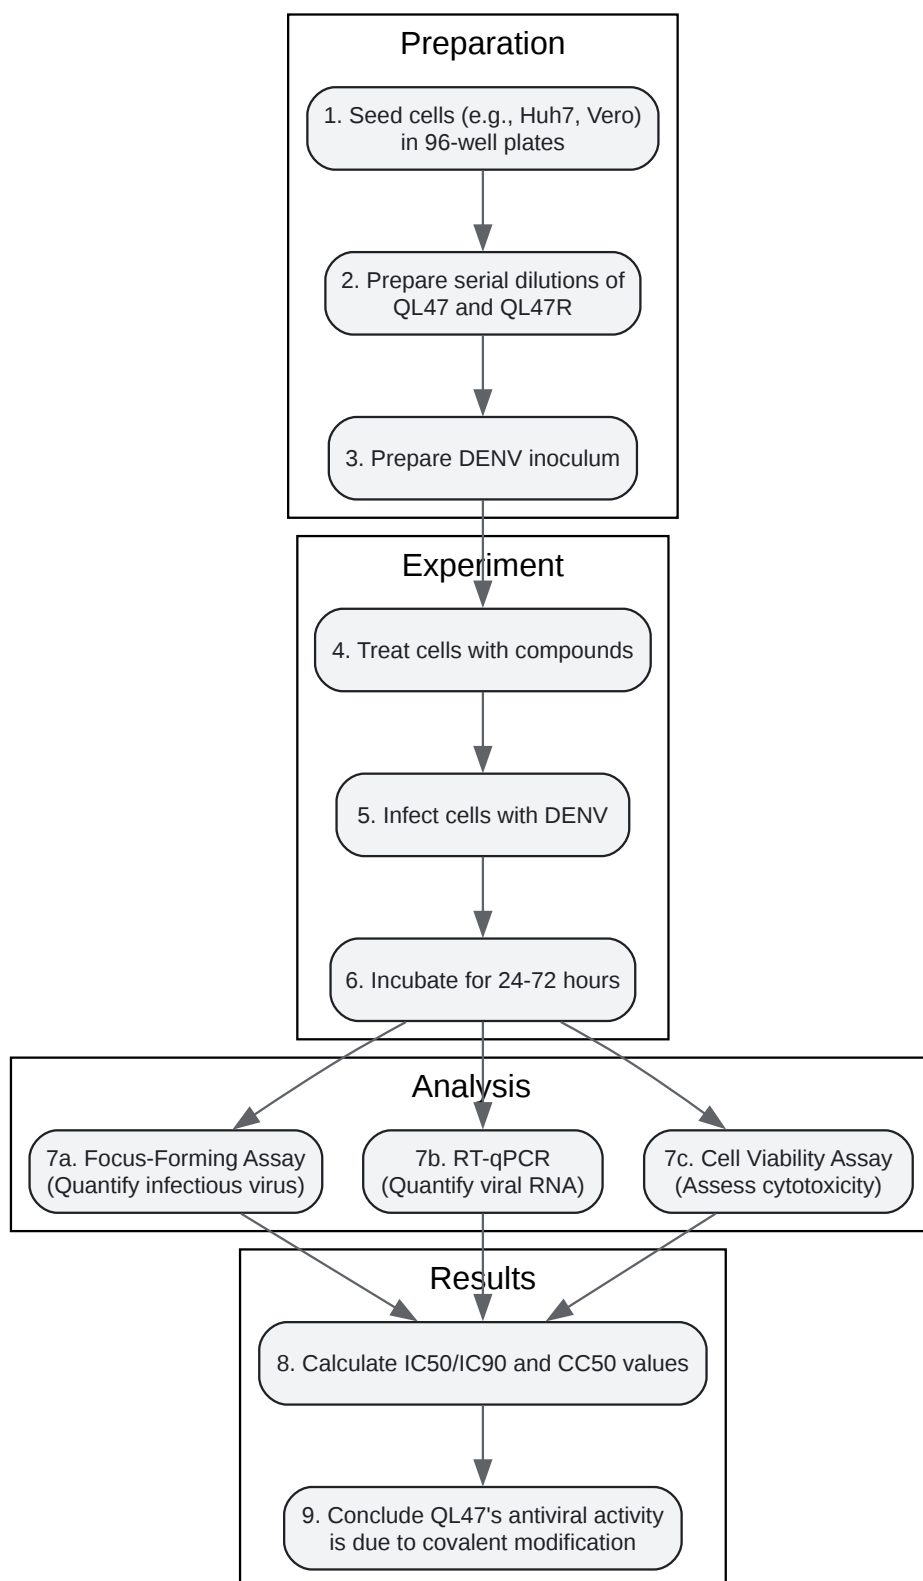 Preparation
1. Seed cells (e.g., Huh7, Vero)
in 96-well plates
2. Prepare serial dilutions of
QL47 and QL47R
3. Prepare DENV inoculum
Experiment
4. Treat cells with compounds
5. Infect cells with DENV
6. Incubate for 24-72 hours
Analysis
7a. Focus-Forming Assay
(Quantify infectious virus)
7b. RT-qPCR
(Quantify viral RNA)
7c. Cell Viability Assay
(Assess cytotoxicity)
Results
8. Calculate IC50/IC90 and CC50 values
9. Conclude QL47's antiviral activity
is due to covalent modification